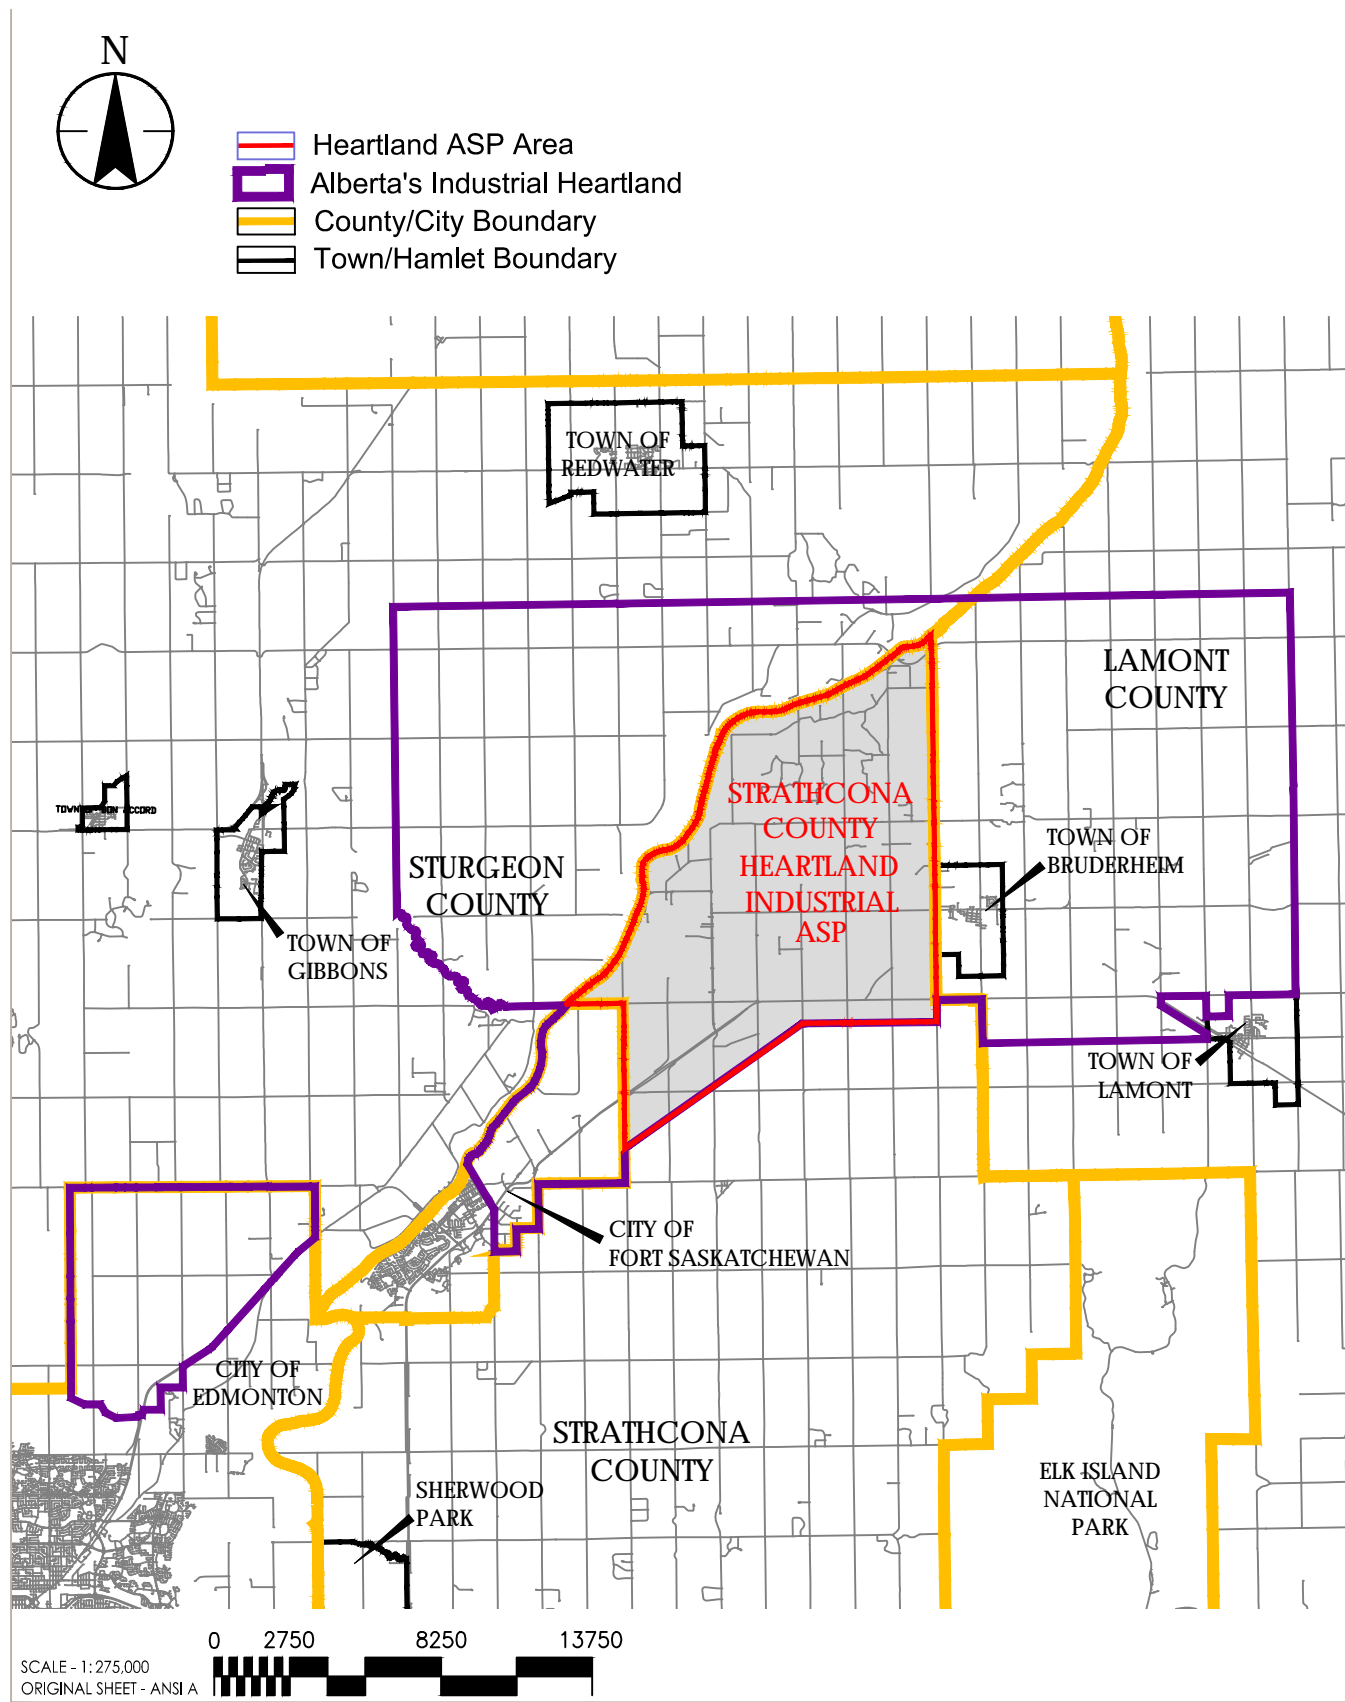 N
Heartland ASP Area
Alberta's Industrial Heartland
County/City Boundary
Town/Hamlet Boundary
TOWN OF
REDWATER
LAMONT
COUNTY
STRATHCONA
COUNTY
HEARTLAND
INDUSTRIAL
ASP
TOWN OF
BRUDERHEIM
STURGEON
COUNTY
TOWN OF
GIBBONS
TOWN
CCORD
TOWN OF
LAMONT
CITY OF
FORT SASKATCHEWAN
CITY OF
EDMONTON
STRATHCONA
COUNTY
SHERWOOD
PARK
ELK ISLAND
NATIONAL
PARK
0 2750 8250 13750
SCALE - 1:275,000
ORIGINAL SHEET - ANSI A